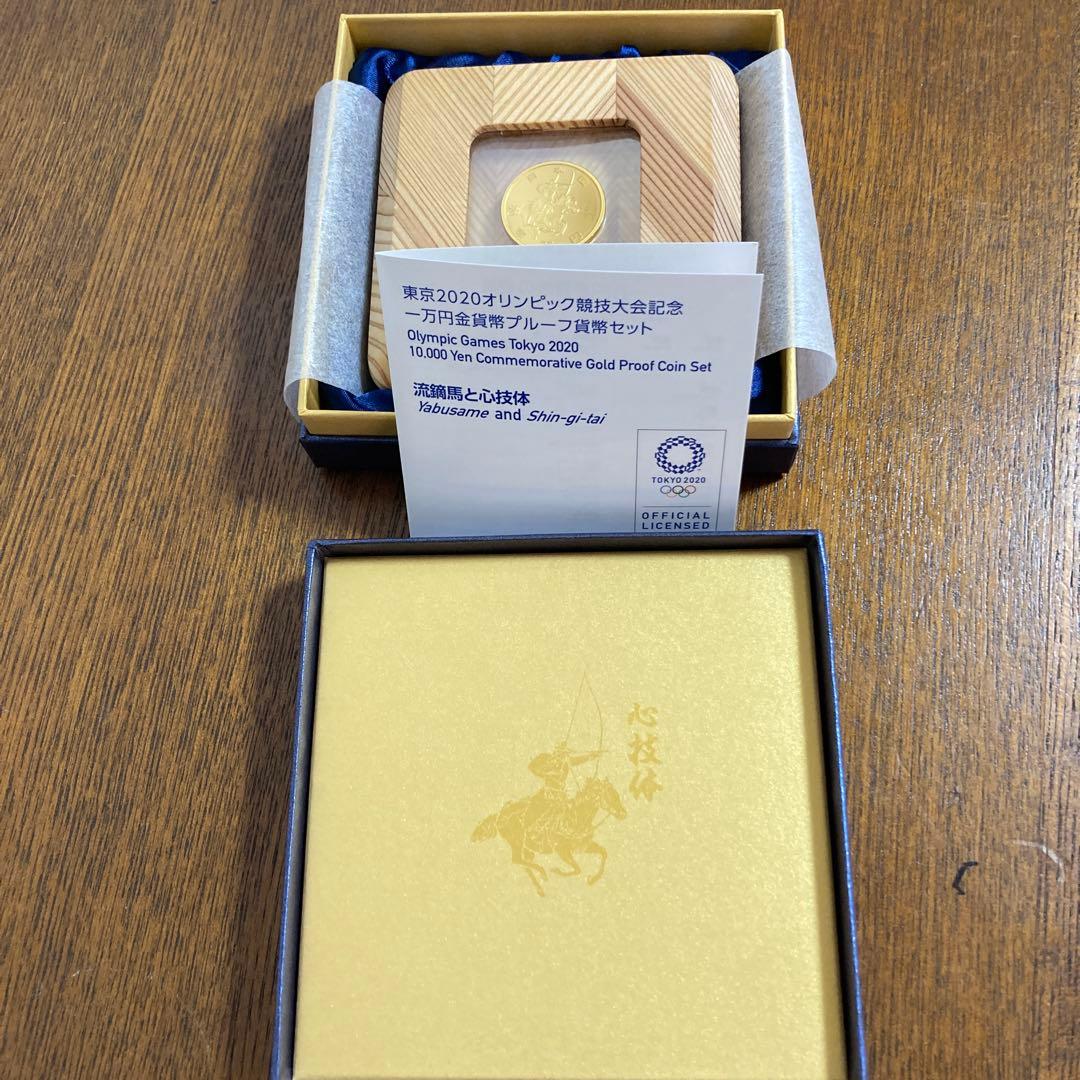 東京2020オリンピック競技大会記念
一万円金貨幣プルーフ貨幣セット
Olympic Games Tokyo 2020
10,000 Yen Commemorative Gold Proof Coin Set
流鏑馬と心技体
Yabusame and Shin-gi-tai
TOKYO 2020
OFFICIAL
LICENSED
心技体